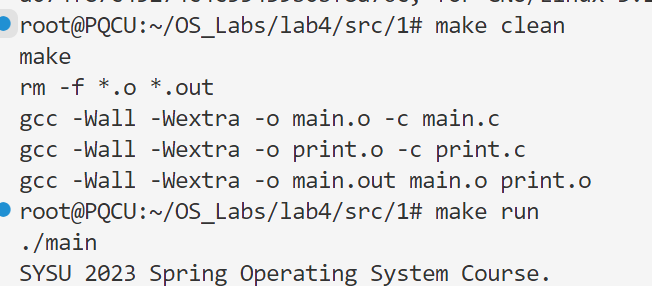 root@PQCU:~/OS_Labs/lab4/src/1# make clean
make
rm -f *.o *.out
gcc -Wall -Wextra -o main.o -c main.c
gcc -Wall -Wextra -o print.o -c print.c
gcc -Wall -Wextra -o main.out main.o print.o
root@PQCU:~/OS_Labs/lab4/src/1# make run
./main
SYSU 2023 Spring Operating System Course.